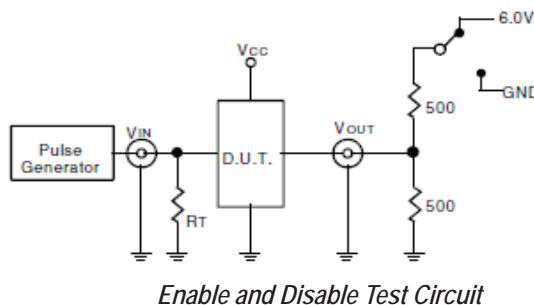 6.0V
VCC
GND
500
Pulse
Generator
VIN
D.U.T.
VOUT
RT
500
Enable and Disable Test Circuit